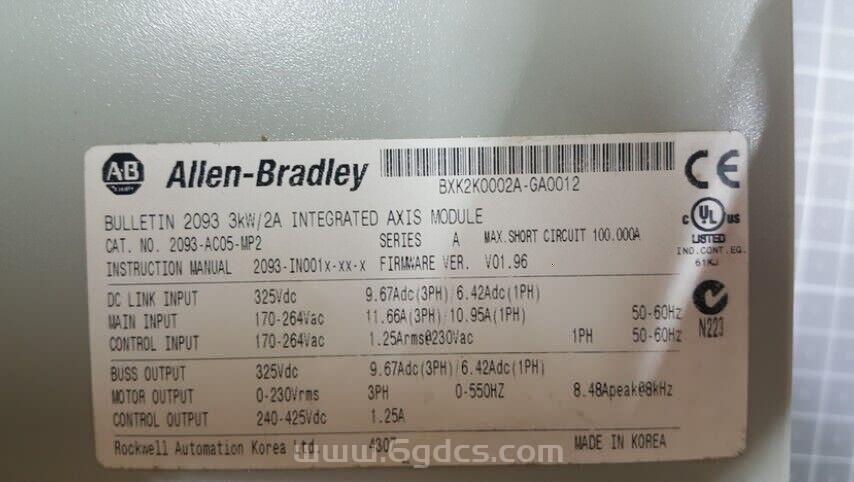 A·B
Allen-Bradley
BXK2K0002A-GA0012
BULLETIN 2093 3kW/2A INTEGRATED AXIS MODULE
CAT. NO. 2093-AC05-MP2 SERIES A MAX.SHORT CIRCUIT 100.000A
INSTRUCTION MANUAL 2093-IN001x-xx-x FIRMWARE VER. V01.96
DC LINK INPUT 325Vdc 9.67Adc(3PH)/6.42Adc(1PH)
MAIN INPUT 170-264Vac 11.66A(3PH)/10.95A(1PH) 50-60Hz
CONTROL INPUT 170-264Vac 1.25Arms@230Vac 1PH 50-60Hz
BUSS OUTPUT 325Vdc 9.67Adc(3PH)/6.42Adc(1PH)
MOTOR OUTPUT 0-230Vrms 3PH 0-550HZ 8.48Apeak@8kHz
CONTROL OUTPUT 240-425Vdc 1.25A
Rockwell Automation Korea Ltd. MADE IN KOREA
CE
c UL us
LISTED
IND.CONT.EQ.
61KJ
N223
www.6gdcs.com